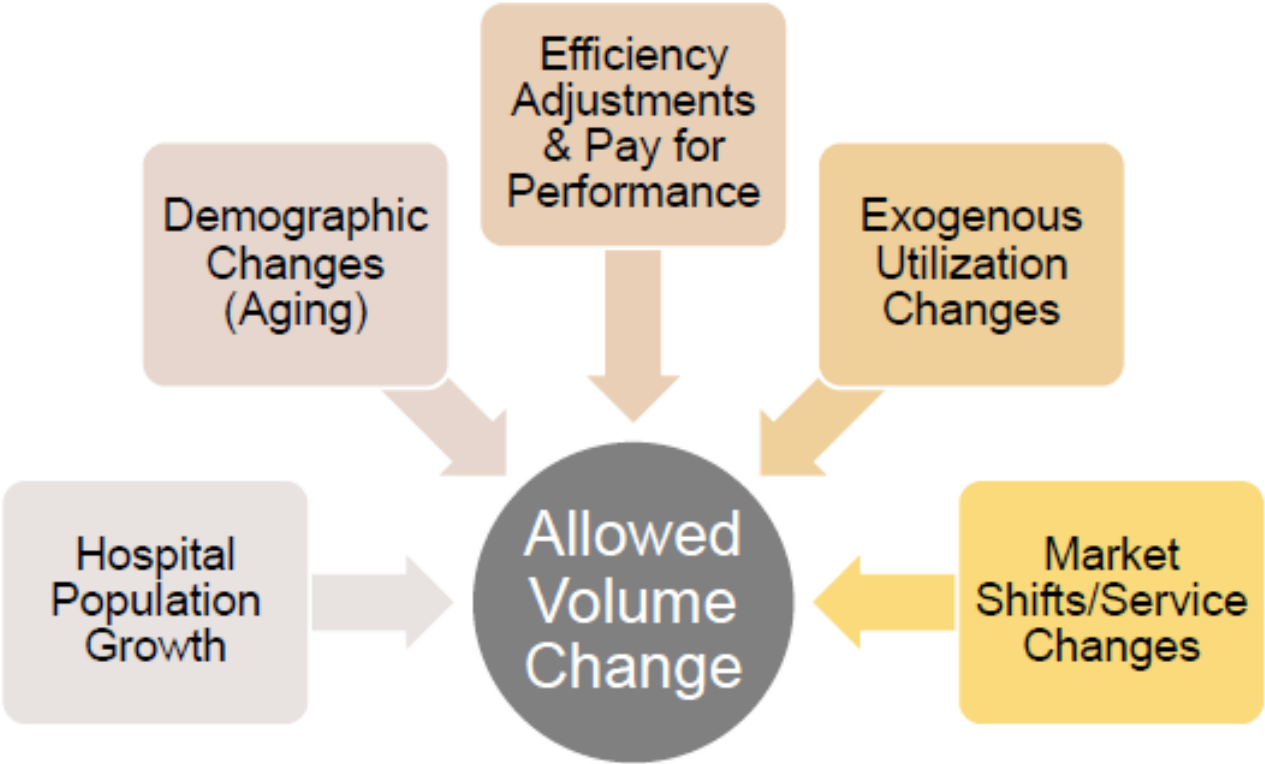 Efficiency
Adjustments
& Pay for
Performance
Demographic
Changes
(Aging)
Exogenous
Utilization
Changes
Hospital
Population
Growth
Allowed
Volume
Change
Market
Shifts/Service
Changes